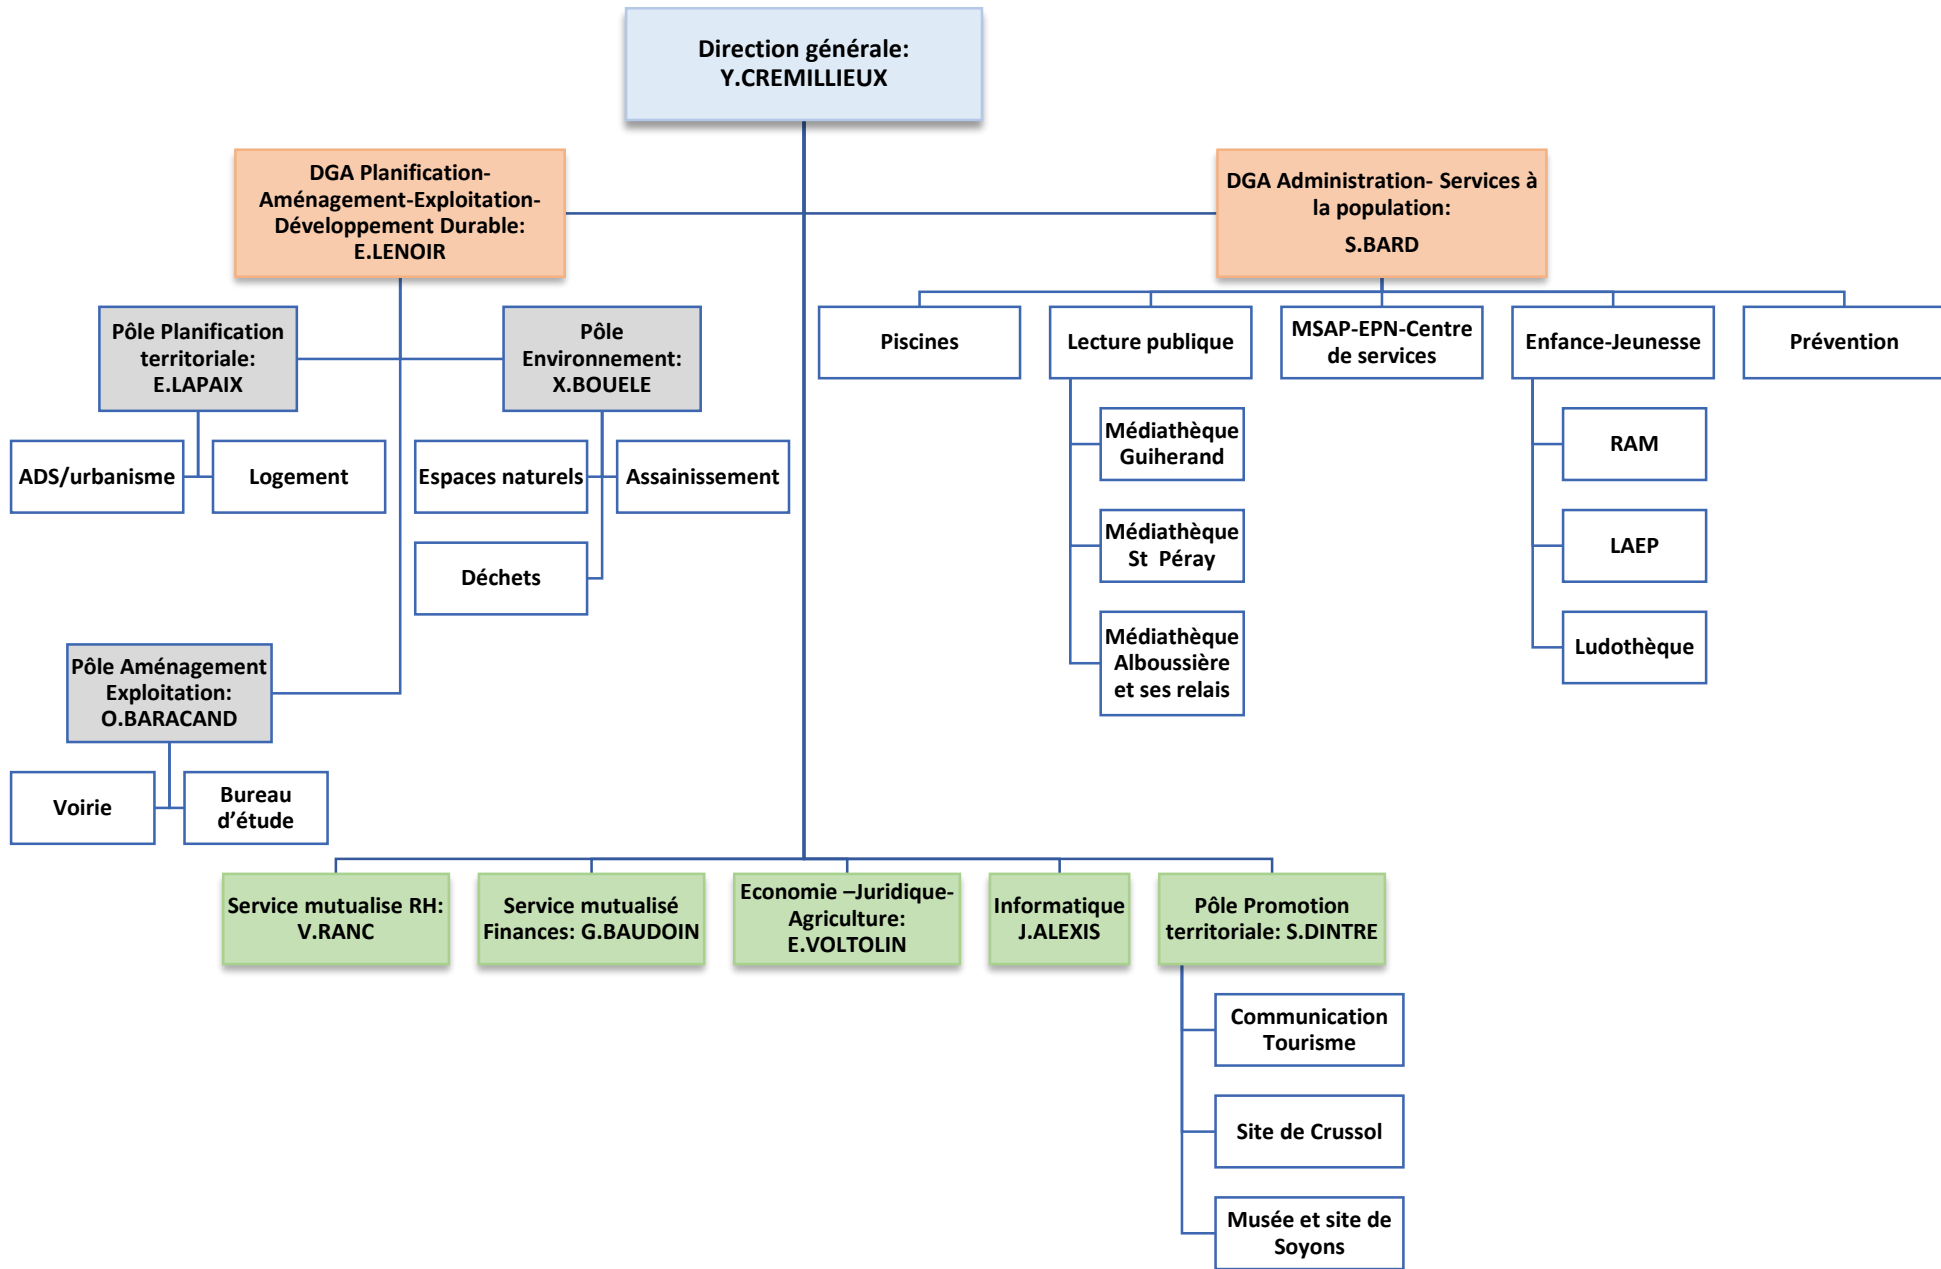 Direction générale:
Y.CREMILLIEUX
DGA Planification-
Aménagement-Exploitation-
Développement Durable:
E.LENOIR
DGA Administration- Services à
la population:
S.BARD
Pôle Planification
territoriale:
E.LAPAIX
Pôle
Environnement:
X.BOUELE
Piscines
Lecture publique
MSAP-EPN-Centre
de services
Enfance-Jeunesse
Prévention
ADS/urbanisme
Logement
Espaces naturels
Assainissement
Déchets
Médiathèque
Guiherand
Médiathèque
St Péray
Médiathèque
Alboussière
et ses relais
RAM
LAEP
Ludothèque
Pôle Aménagement
Exploitation:
O.BARACAND
Voirie
Bureau
d’étude
Service mutualise RH:
V.RANC
Service mutualisé
Finances: G.BAUDOIN
Economie –Juridique-
Agriculture:
E.VOLTOLIN
Informatique
J.ALEXIS
Pôle Promotion
territoriale: S.DINTRE
Communication
Tourisme
Site de Crussol
Musée et site de
Soyons